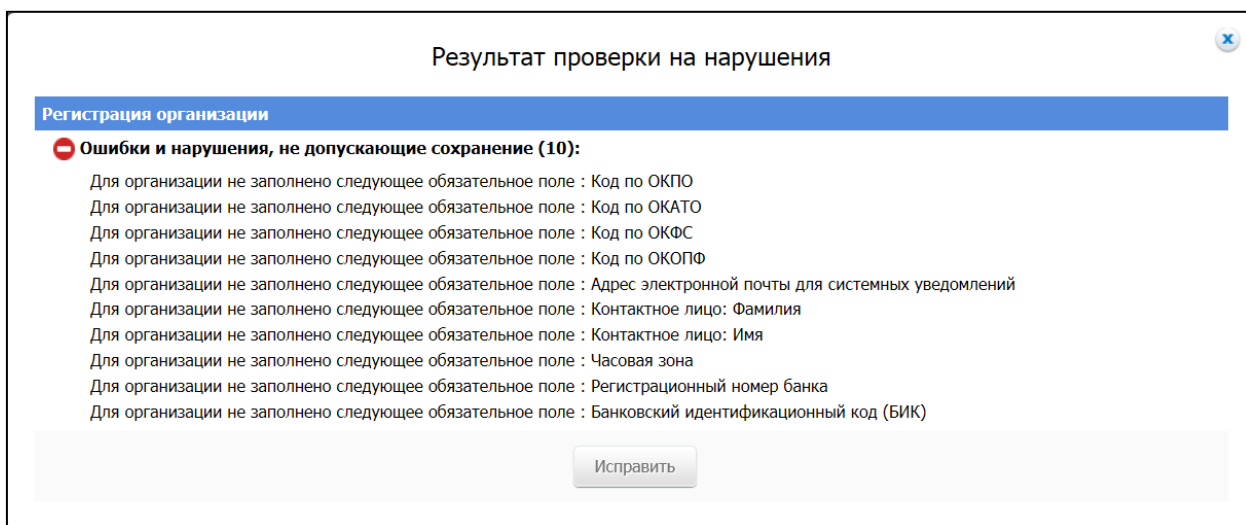 Результат проверки на нарушения
Регистрация организации
Ошибки и нарушения, не допускающие сохранение (10):
Для организации не заполнено следующее обязательное поле : Код по ОКПО
Для организации не заполнено следующее обязательное поле : Код по ОКАТО
Для организации не заполнено следующее обязательное поле : Код по ОКФС
Для организации не заполнено следующее обязательное поле : Код по ОКОПФ
Для организации не заполнено следующее обязательное поле : Адрес электронной почты для системных уведомлений
Для организации не заполнено следующее обязательное поле : Контактное лицо: Фамилия
Для организации не заполнено следующее обязательное поле : Контактное лицо: Имя
Для организации не заполнено следующее обязательное поле : Часовая зона
Для организации не заполнено следующее обязательное поле : Регистрационный номер банка
Для организации не заполнено следующее обязательное поле : Банковский идентификационный код (БИК)
Исправить